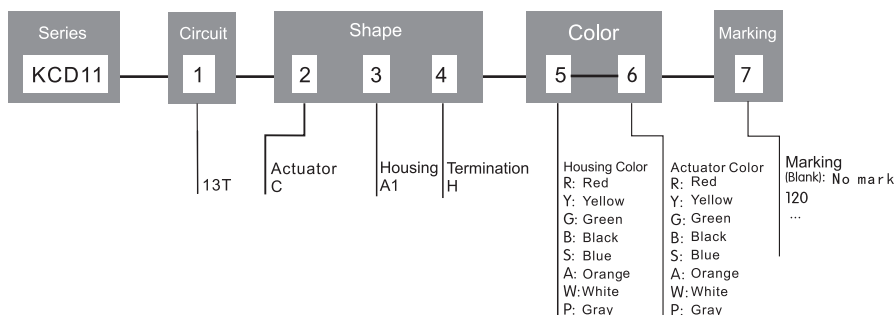 Series
Circuit
Shape
Color
Marking
KCD11
1
2
3
4
5
6
7
13T
Actuator
C
Housing
A1
Termination
H
Housing Color
R: Red
Y: Yellow
G: Green
B: Black
S: Blue
A: Orange
W:White
P: Gray
Actuator Color
R: Red
Y: Yellow
G: Green
B: Black
S: Blue
A: Orange
W:White
P: Gray
Marking
(Blank): No mark
120
...